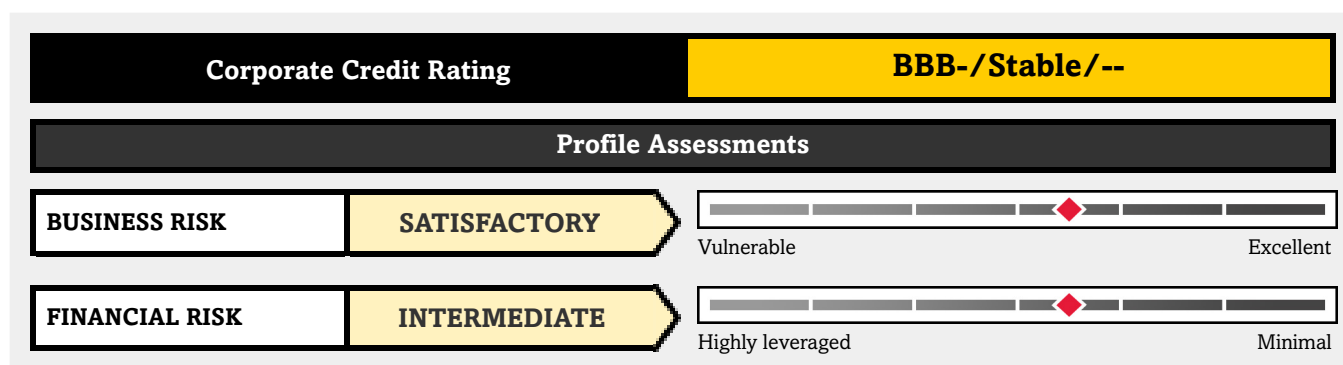 Corporate Credit Rating
BBB-/Stable/--
Profile Assessments
BUSINESS RISK
SATISFACTORY
Vulnerable
Excellent
FINANCIAL RISK
INTERMEDIATE
Highly leveraged
Minimal